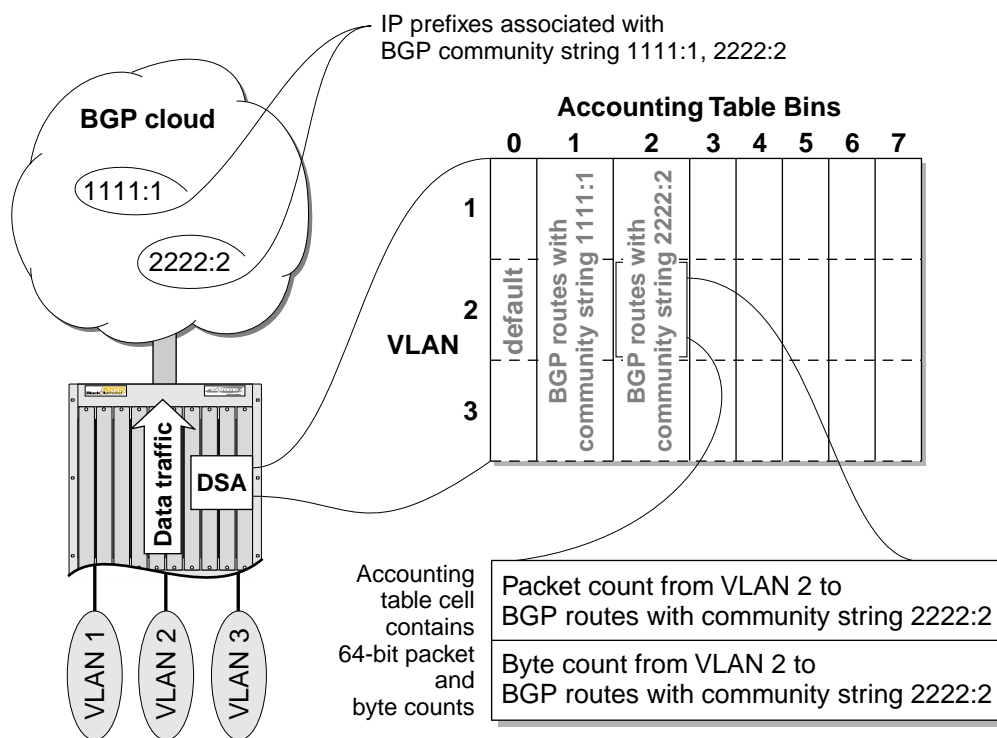 IP prefixes associated with
BGP community string 1111:1, 2222:2
BGP cloud
1111:1
2222:2
Accounting Table Bins
0 1 2 3 4 5 6 7
1
2
VLAN
3
default
BGP routes with
community string 1111:1
BGP routes with
community string 2222:2
BlackDiamond
Data traffic
DSA
VLAN 1
VLAN 2
VLAN 3
Accounting
table cell
contains
64-bit packet
and
byte counts
Packet count from VLAN 2 to
BGP routes with community string 2222:2
Byte count from VLAN 2 to
BGP routes with community string 2222:2